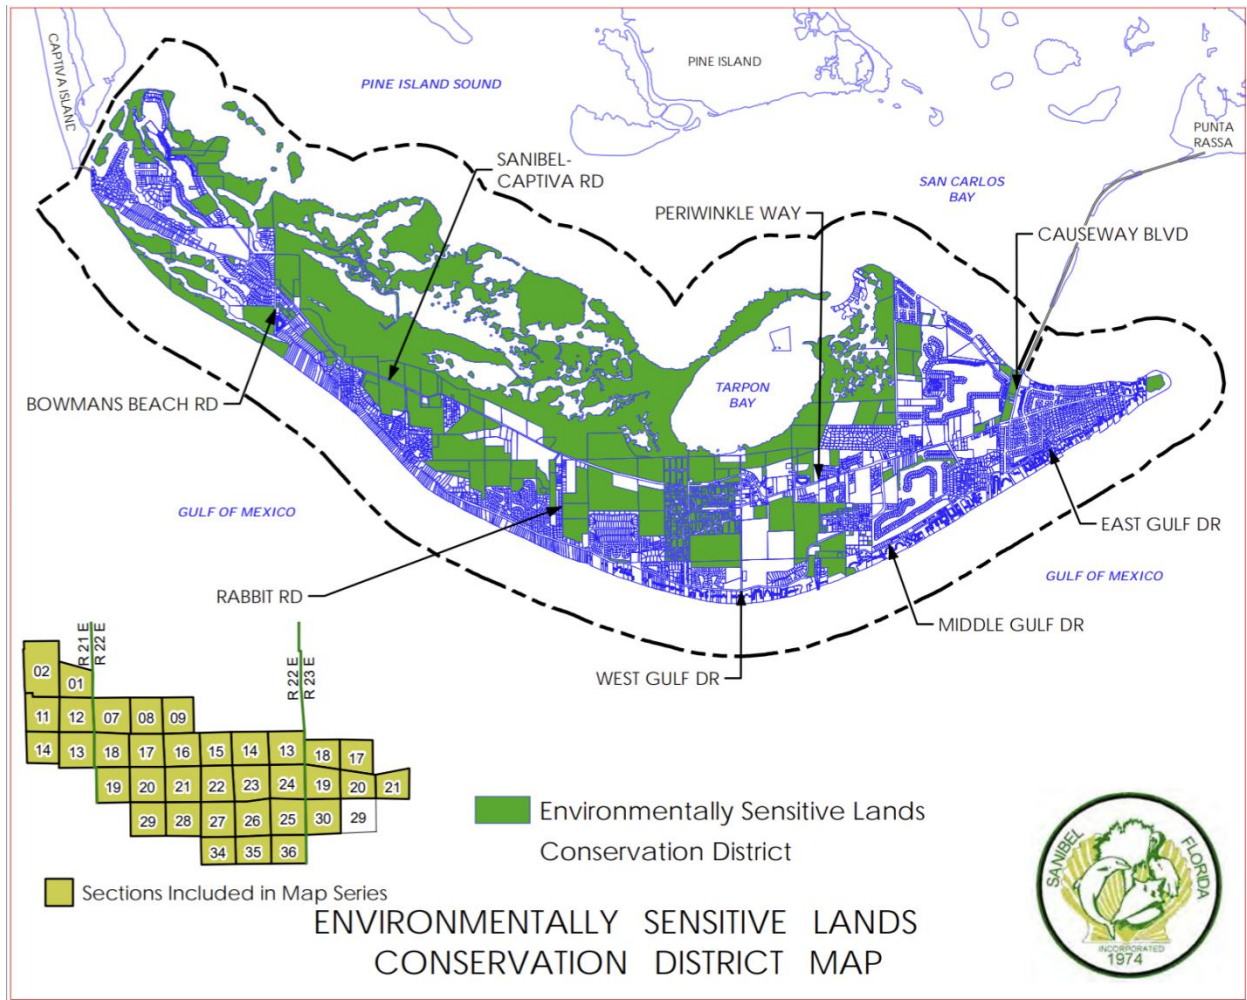 CAPTIVA ISLAND
PINE ISLAND SOUND
PINE ISLAND
PUNTA
RASSA
SANIBEL-
CAPTIVA RD
SAN CARLOS
BAY
PERIWINKLE WAY
CAUSEWAY BLVD
TARPON
BAY
BOWMANS BEACH RD
GULF OF MEXICO
EAST GULF DR
GULF OF MEXICO
RABBIT RD
MIDDLE GULF DR
WEST GULF DR
R 21 E
R 22 E
R 22 E
R 23 E
02
01
11 12 07 08 09
14 13 18 17 16 15 14 13 18 17
19 20 21 22 23 24 19 20 21
29 28 27 26 25 30 29
34 35 36
Sections Included in Map Series
Environmentally Sensitive Lands
Conservation District
SANIBEL FLORIDA
INCORPORATED
1974
ENVIRONMENTALLY SENSITIVE LANDS
CONSERVATION DISTRICT MAP